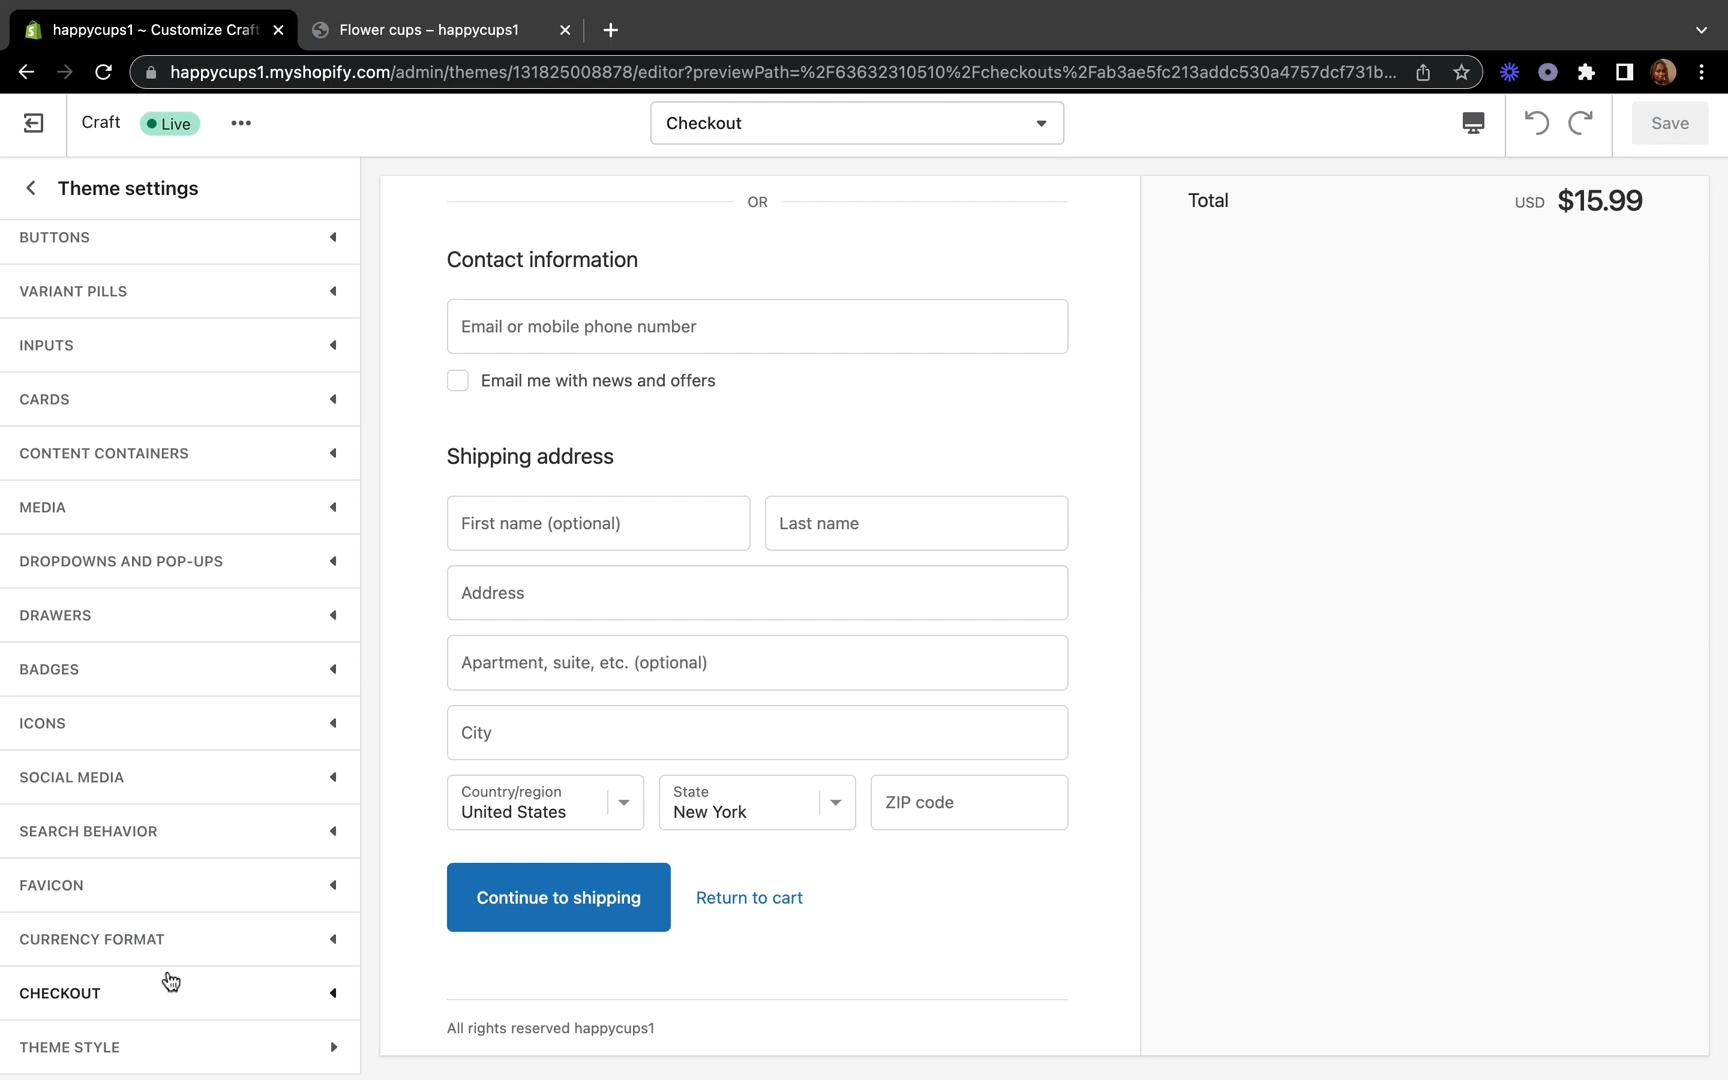 happycups1 ~ Customize Craft
Flower cups – happycups1
happycups1.myshopify.com/admin/themes/131825008878/editor?previewPath=%2F63632310510%2Fcheckouts%2Fab3ae5fc213addc530a4757dcf731b...
Craft
Live
Checkout
Save
Theme settings
BUTTONS
VARIANT PILLS
INPUTS
CARDS
CONTENT CONTAINERS
MEDIA
DROPDOWNS AND POP-UPS
DRAWERS
BADGES
ICONS
SOCIAL MEDIA
SEARCH BEHAVIOR
FAVICON
CURRENCY FORMAT
CHECKOUT
THEME STYLE
OR
Contact information
Email or mobile phone number
Email me with news and offers
Shipping address
First name (optional)
Last name
Address
Apartment, suite, etc. (optional)
City
Country/region
United States
State
New York
ZIP code
Continue to shipping
Return to cart
All rights reserved happycups1
Total
USD $15.99